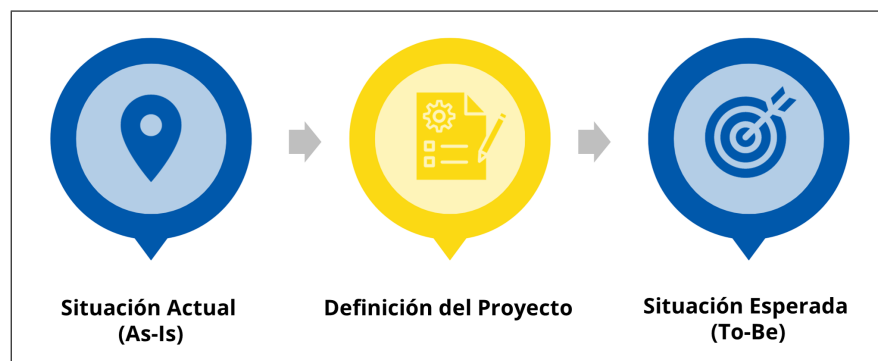 Situación Actual
(As-Is)
Definición del Proyecto
Situación Esperada
(To-Be)